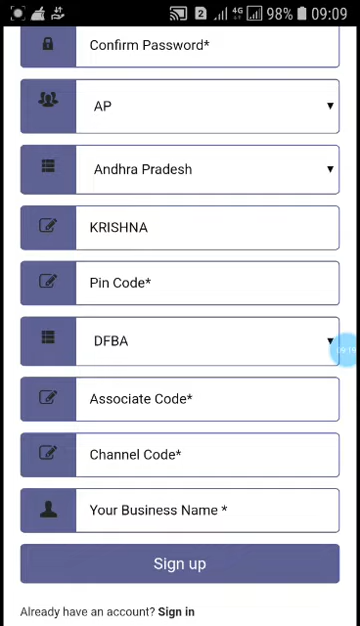 2 4G 98% 09:09
Confirm Password*
AP
Andhra Pradesh
KRISHNA
Pin Code*
DFBA
Associate Code*
Channel Code*
Your Business Name *
Sign up
Already have an account? Sign in